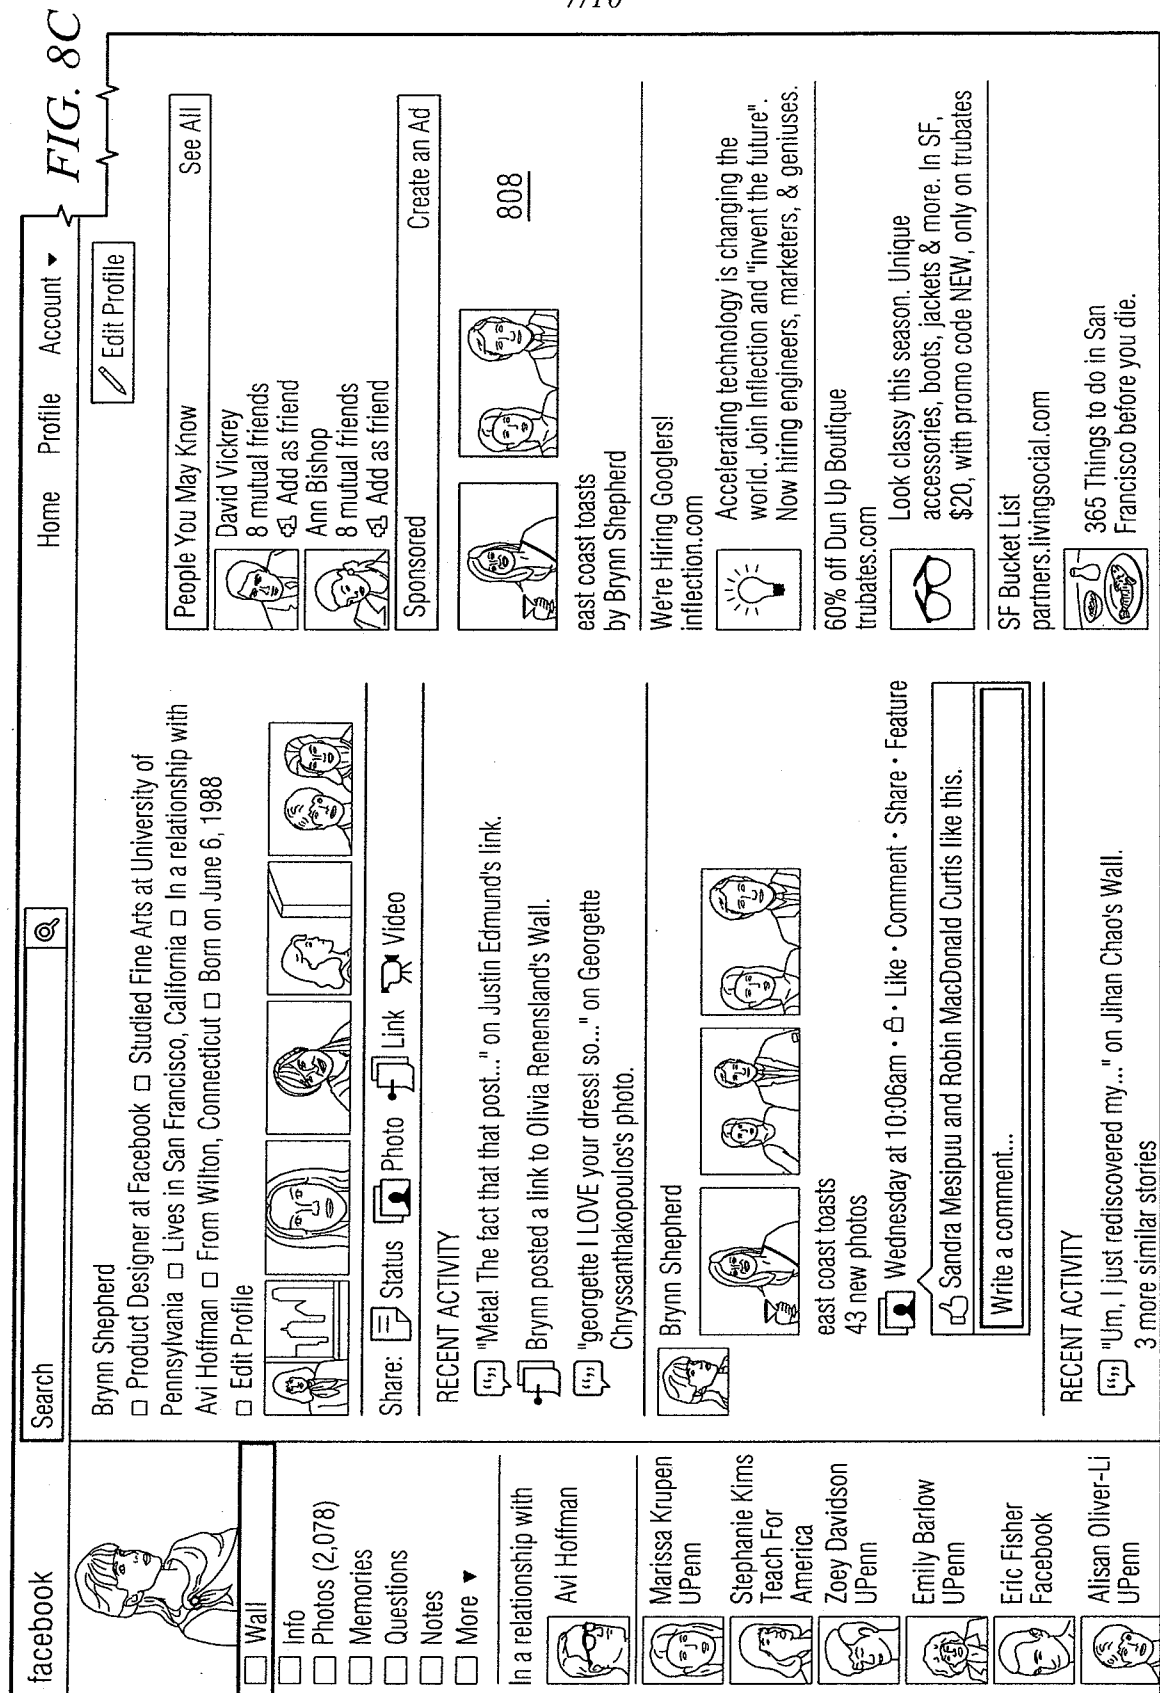 7/10
FIG. 8C
facebook
Search
Home Profile Account ▼
Edit Profile
Wall
Info
Photos (2,078)
Memories
Questions
Notes
More ▼
In a relationship with
Avi Hoffman
Marissa Krupen
UPenn
Stephanie Kims
Teach For
America
Zoey Davidson
UPenn
Emily Barlow
UPenn
Eric Fisher
Facebook
Alisan Oliver-Li
UPenn
Brynn Shepherd
□ Product Designer at Facebook □ Studied Fine Arts at University of
Pennsylvania □ Lives in San Francisco, California □ In a relationship with
Avi Hoffman □ From Wilton, Connecticut □ Born on June 6, 1988
□ Edit Profile
Share: Status Photo Link Video
RECENT ACTIVITY
"Meta! The fact that that post..." on Justin Edmund's link.
Brynn posted a link to Olivia Renensland's Wall.
"georgette I LOVE your dress! so..." on Georgette
Chryssanthakopoulos's photo.
Brynn Shepherd
east coast toasts
43 new photos
Wednesday at 10:06am • • Like • Comment • Share • Feature
Sandra Mesipuu and Robin MacDonald Curtis like this.
Write a comment...
RECENT ACTIVITY
"Um, I just rediscovered my..." on Jihan Chao's Wall.
3 more similar stories
People You May Know See All
David Vickrey
8 mutual friends
Add as friend
Ann Bishop
8 mutual friends
Add as friend
Sponsored Create an Ad
808
east coast toasts
by Brynn Shepherd
We're Hiring Googlers!
inflection.com
Accelerating technology is changing the
world. Join Inflection and "invent the future".
Now hiring engineers, marketers, & geniuses.
60% off Dun Up Boutique
trubates.com
Look classy this season. Unique
accessories, boots, jackets & more. In SF,
$20, with promo code NEW, only on trubates
SF Bucket List
partners.livingsocial.com
365 Things to do in San
Francisco before you die.